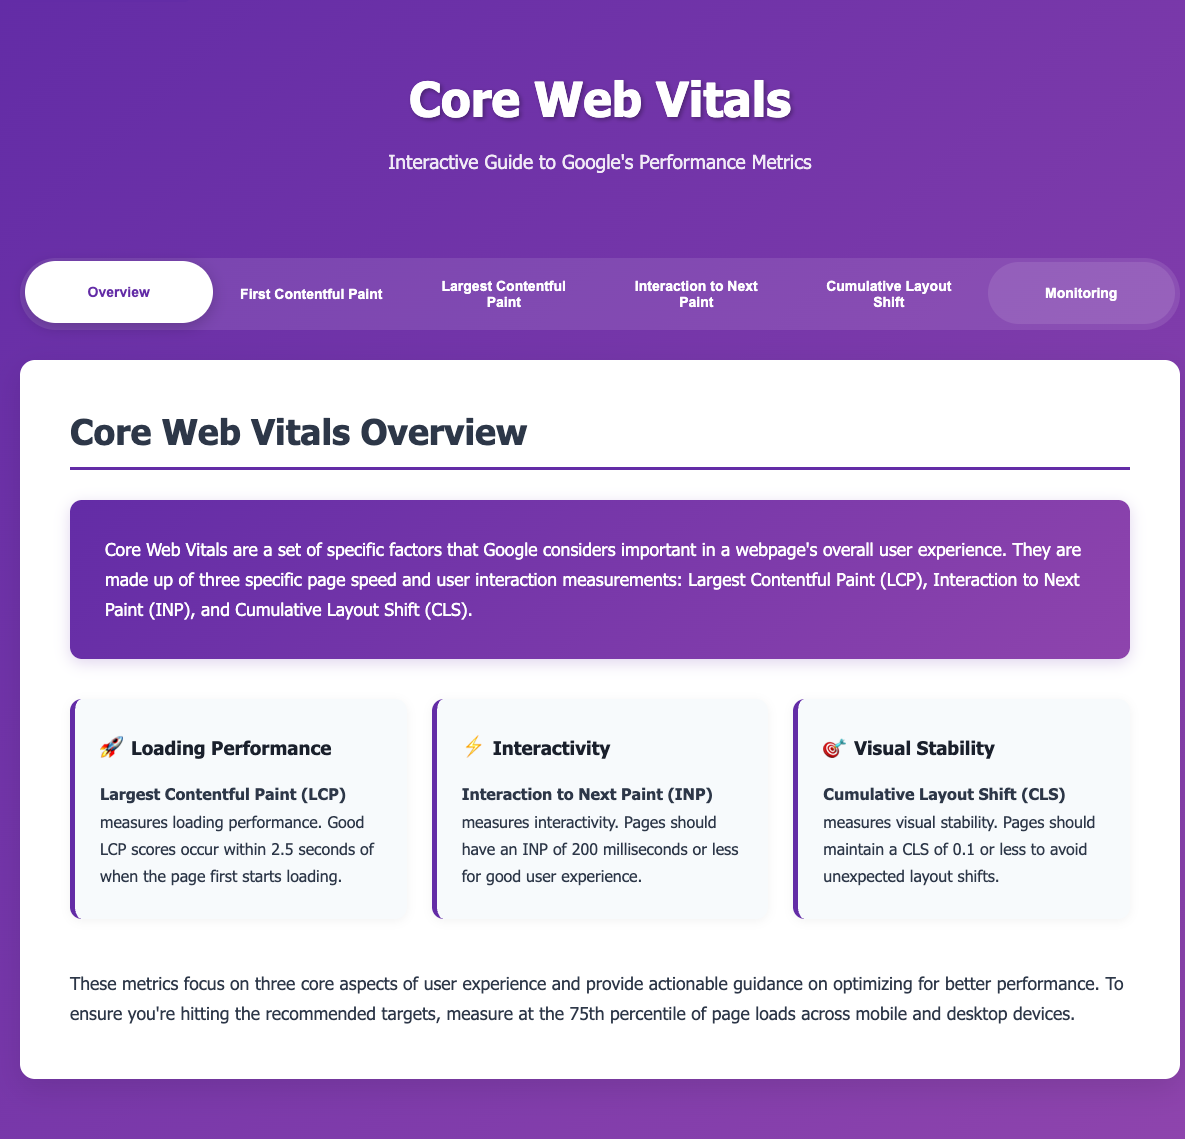 Core Web Vitals
Interactive Guide to Google's Performance Metrics
Overview
First Contentful Paint
Largest Contentful
Paint
Interaction to Next
Paint
Cumulative Layout
Shift
Monitoring
Core Web Vitals Overview
Core Web Vitals are a set of specific factors that Google considers important in a webpage's overall user experience. They are
made up of three specific page speed and user interaction measurements: Largest Contentful Paint (LCP), Interaction to Next
Paint (INP), and Cumulative Layout Shift (CLS).
🚀 Loading Performance
Largest Contentful Paint (LCP)
measures loading performance. Good
LCP scores occur within 2.5 seconds of
when the page first starts loading.
⚡ Interactivity
Interaction to Next Paint (INP)
measures interactivity. Pages should
have an INP of 200 milliseconds or less
for good user experience.
🎯 Visual Stability
Cumulative Layout Shift (CLS)
measures visual stability. Pages should
maintain a CLS of 0.1 or less to avoid
unexpected layout shifts.
These metrics focus on three core aspects of user experience and provide actionable guidance on optimizing for better performance. To
ensure you're hitting the recommended targets, measure at the 75th percentile of page loads across mobile and desktop devices.